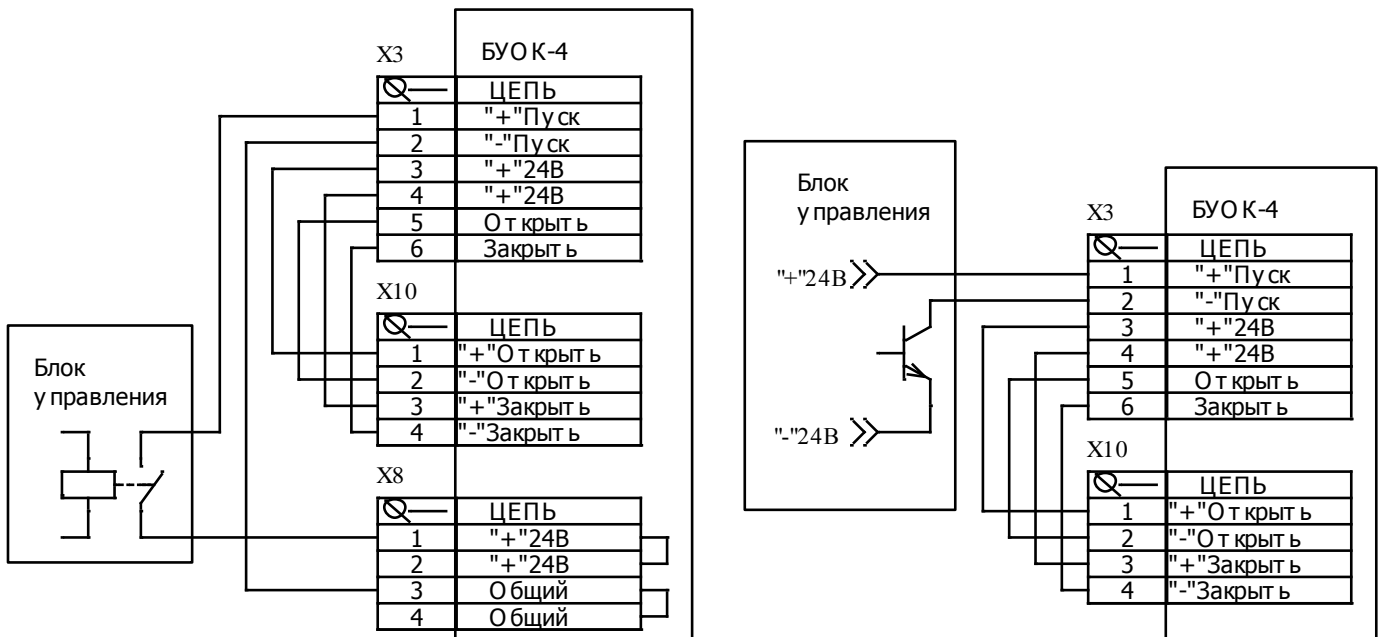 X3 БУОК-4
ЦЕПЬ
1 "+"Пуск
2 "-"Пуск
3 "+"24В
4 "+"24В
5 Открыть
6 Закрыть
X10
ЦЕПЬ
1 "+"Открыть
2 "-"Открыть
3 "+"Закрыть
4 "-"Закрыть
X8
ЦЕПЬ
1 "+"24В
2 "+"24В
3 Общий
4 Общий
Блок
управления
Блок
управления
"+"24В
"-"24В
X3 БУОК-4
ЦЕПЬ
1 "+"Пуск
2 "-"Пуск
3 "+"24В
4 "+"24В
5 Открыть
6 Закрыть
X10
ЦЕПЬ
1 "+"Открыть
2 "-"Открыть
3 "+"Закрыть
4 "-"Закрыть